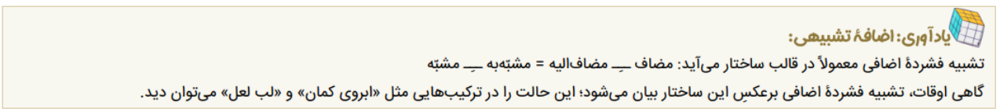 یادآوری: اضافهٔ تشبیهی:
تشبیه فشردهٔ اضافی معمولاً در قالب ساختار می‌آید: مضاف ـــِـ مضاف‌الیه = مشبّه‌به ـــِـ مشبّه
گاهی اوقات، تشبیه فشردهٔ اضافی برعکسِ این ساختار بیان می‌شود؛ این حالت را در ترکیب‌هایی مثل «ابروی کمان» و «لب لعل» می‌توان دید.